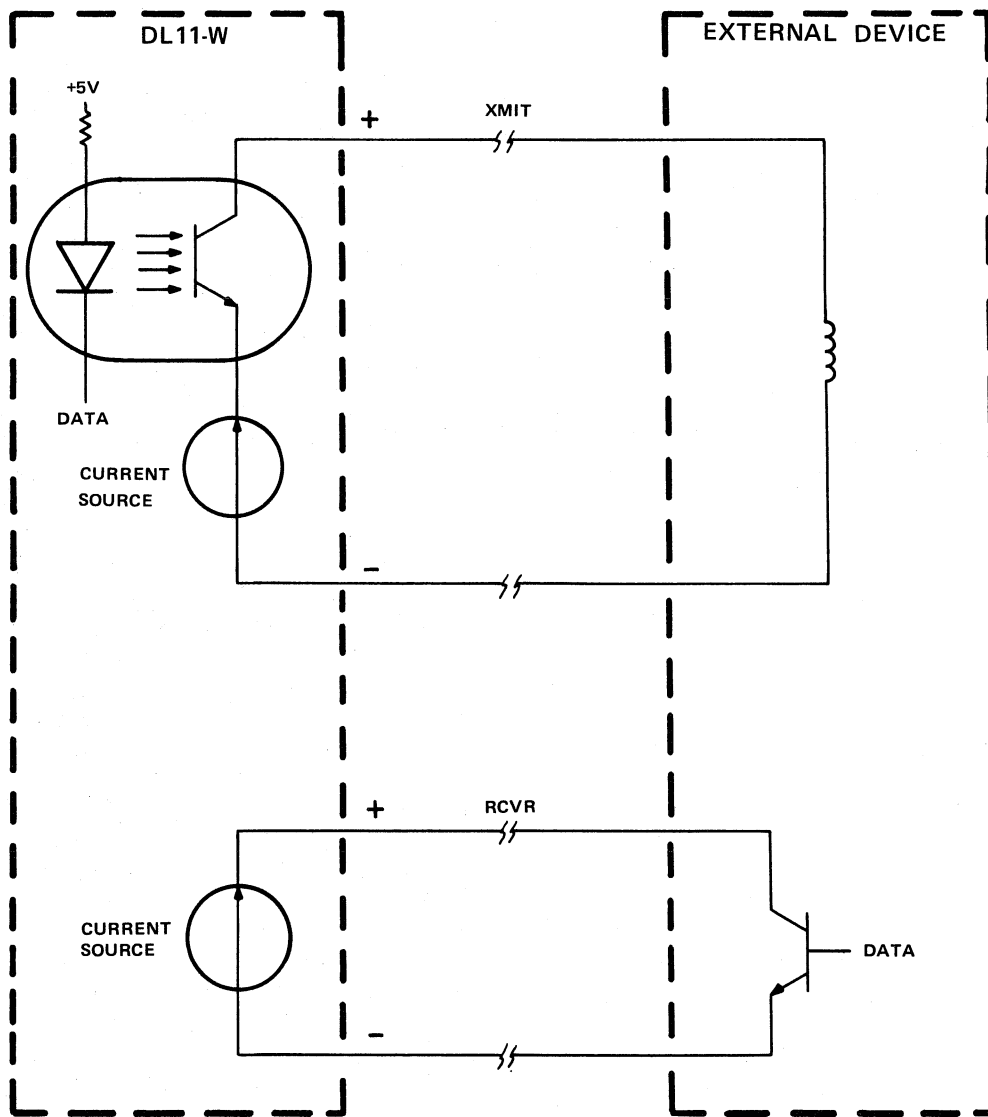 DL11-W
EXTERNAL DEVICE
+5V
+
XMIT
DATA
CURRENT
SOURCE
−
+
RCVR
CURRENT
SOURCE
DATA
−